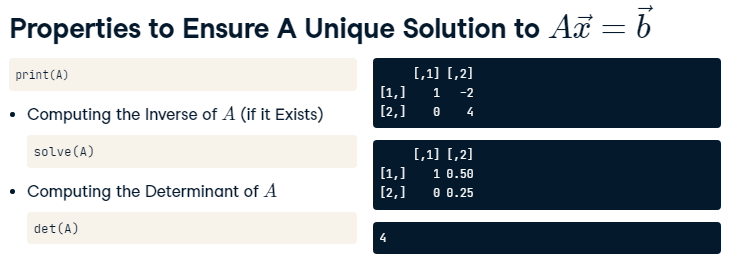 Properties to Ensure A Unique Solution to Ax⃗ = b⃗
print(A)
[,1] [,2]
[1,] 1 -2
[2,] 0 4
• Computing the Inverse of A (if it Exists)
solve(A)
[,1] [,2]
[1,] 1 0.50
[2,] 0 0.25
• Computing the Determinant of A
det(A)
4